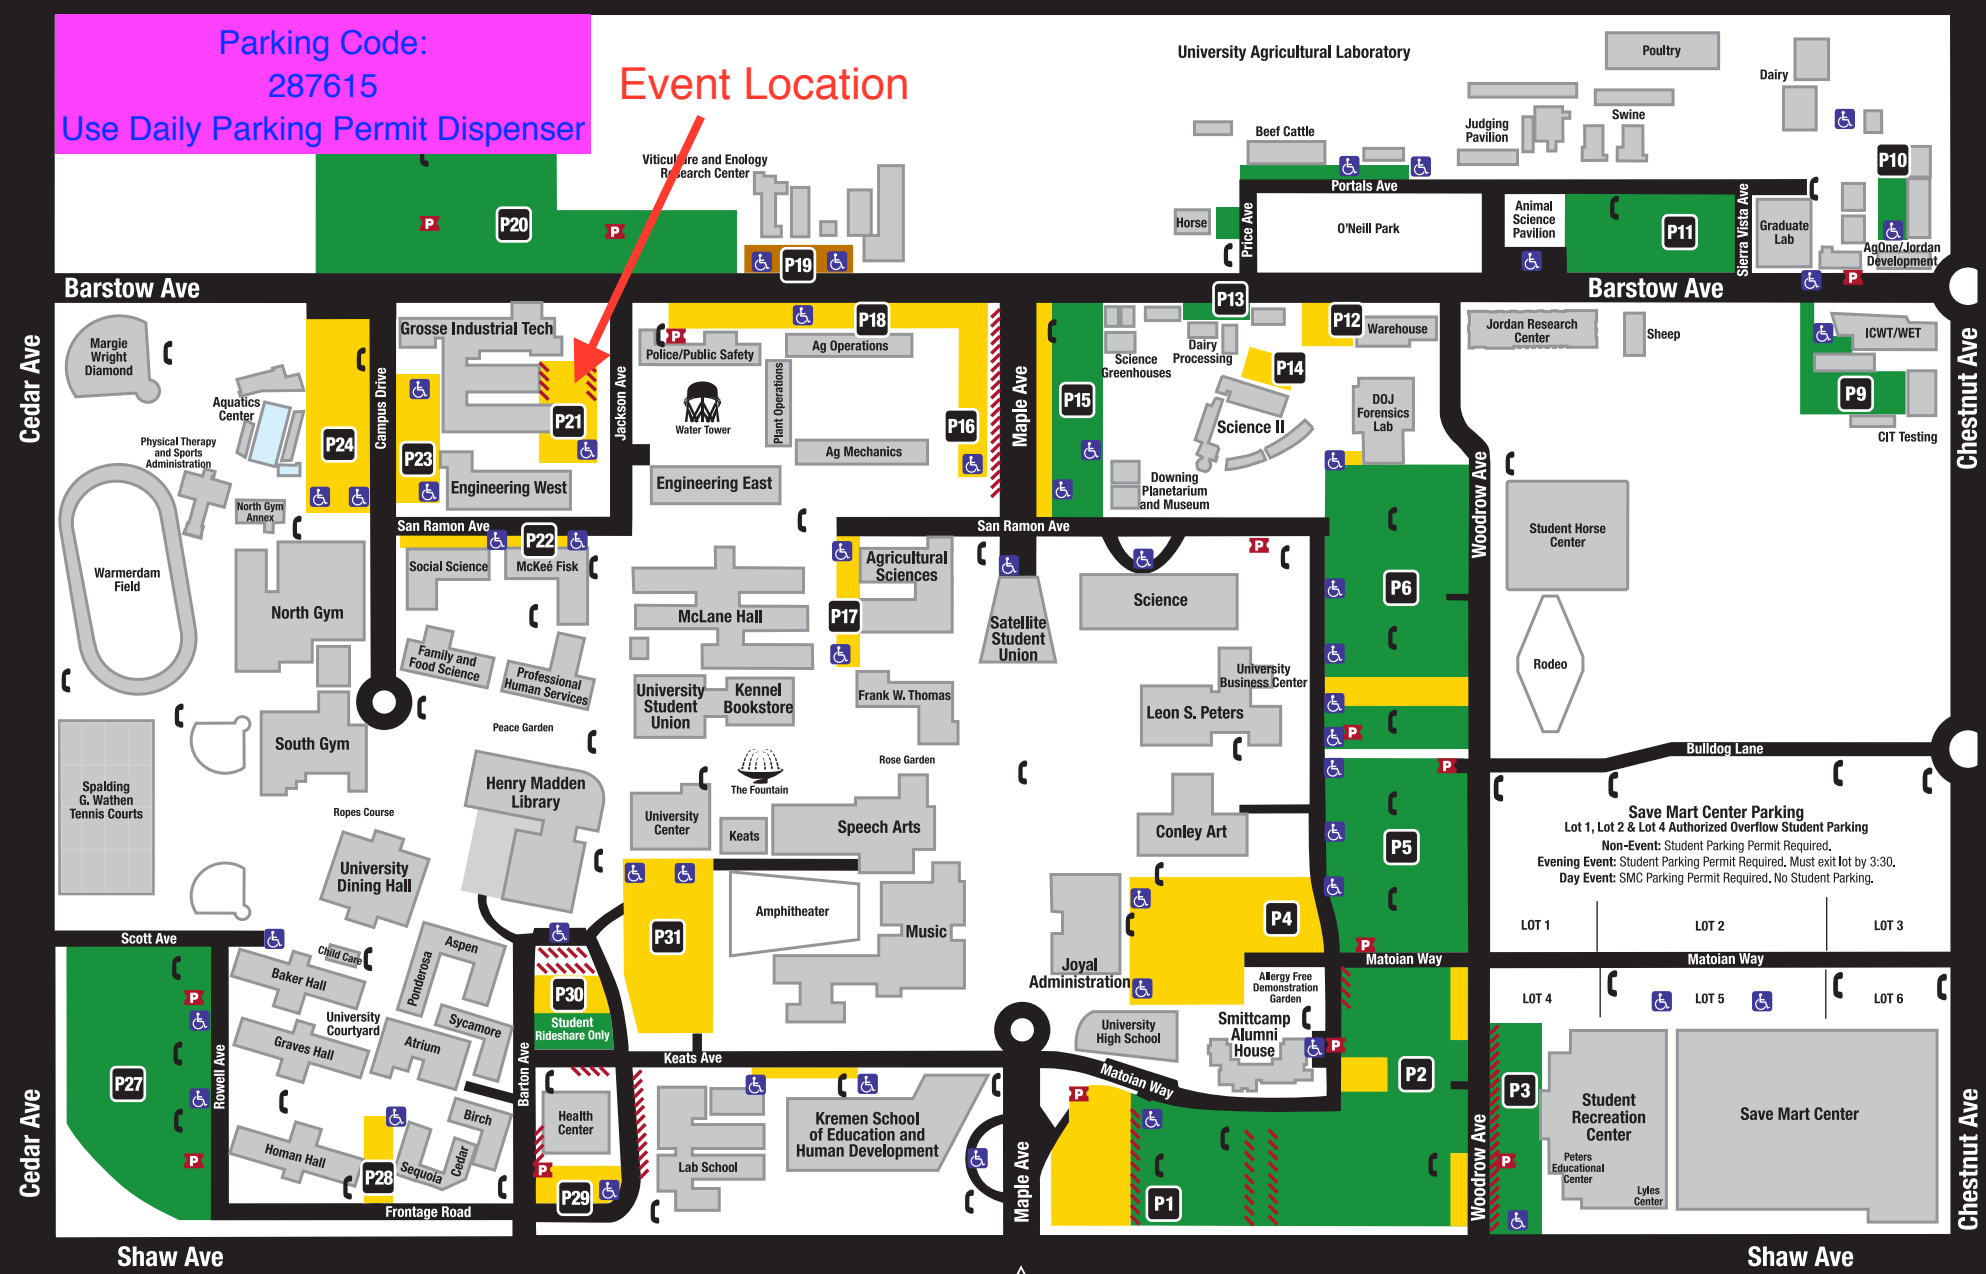 Parking Code:
287615
Use Daily Parking Permit Dispenser
Event Location
University Agricultural Laboratory
Poultry
Dairy
Swine
Judging
Pavilion
Beef Cattle
P10
Viticulture and Enology
Research Center
Portals Ave
P
P20
P
P19
Horse
Price Ave
O'Neill Park
Animal
Science
Pavilion
P11
Sierra Vista Ave
Graduate
Lab
AgOne/Jordan
Development
P
Barstow Ave
Barstow Ave
Cedar Ave
Chestnut Ave
Margie
Wright
Diamond
Grosse Industrial Tech
P18
P
Police/Public Safety
Ag Operations
P13
P12
Warehouse
Dairy
Processing
Science
Greenhouses
P14
Jordan Research
Center
Sheep
ICWT/WET
P9
CIT Testing
Aquatics
Center
Campus Drive
Jackson Ave
P21
Water Tower
Plant Operations
Ag Mechanics
P16
Maple Ave
P15
Science II
DOJ
Forensics
Lab
Physical Therapy
and Sports
Administration
P24
P23
Engineering West
Engineering East
Downing
Planetarium
and Museum
Woodrow Ave
North Gym
Annex
San Ramon Ave
P22
San Ramon Ave
P
Student Horse
Center
Warmerdam
Field
North Gym
Social Science
McKeé Fisk
McLane Hall
Agricultural
Sciences
P17
Satellite
Student
Union
Science
P6
Family and
Food Science
Professional
Human Services
University
Student
Union
Kennel
Bookstore
Frank W. Thomas
University
Business Center
Leon S. Peters
Rodeo
P
P
Bulldog Lane
Peace Garden
South Gym
Rose Garden
The Fountain
Spalding
G. Wathen
Tennis Courts
Ropes Course
Henry Madden
Library
University
Center
Keats
Speech Arts
Conley Art
P5
Save Mart Center Parking
Lot 1, Lot 2 & Lot 4 Authorized Overflow Student Parking
Non-Event: Student Parking Permit Required.
Evening Event: Student Parking Permit Required. Must exit lot by 3:30.
Day Event: SMC Parking Permit Required. No Student Parking.
University
Dining Hall
Amphitheater
Music
P31
P4
P
LOT 1
LOT 2
LOT 3
Scott Ave
Child Care
Aspen
Ponderosa
Baker Hall
Joyal
Administration
Matoian Way
Matoian Way
Allergy Free
Demonstration
Garden
LOT 4
LOT 5
LOT 6
P
P30
Student
Rideshare Only
University
Courtyard
Sycamore
Atrium
Graves Hall
University
High School
Smittcamp
Alumni
House
P
Keats Ave
Matoian Way
P27
Rowell Ave
Barton Ave
P2
P3
P
Birch
Health
Center
Kremen School
of Education and
Human Development
Student
Recreation
Center
Save Mart Center
Cedar Ave
Chestnut Ave
P
Homan Hall
Sequoia
Cedar
P28
P
P29
Lab School
Maple Ave
P1
Woodrow Ave
P
Peters
Educational
Center
Lyles
Center
Frontage Road
Shaw Ave
Shaw Ave